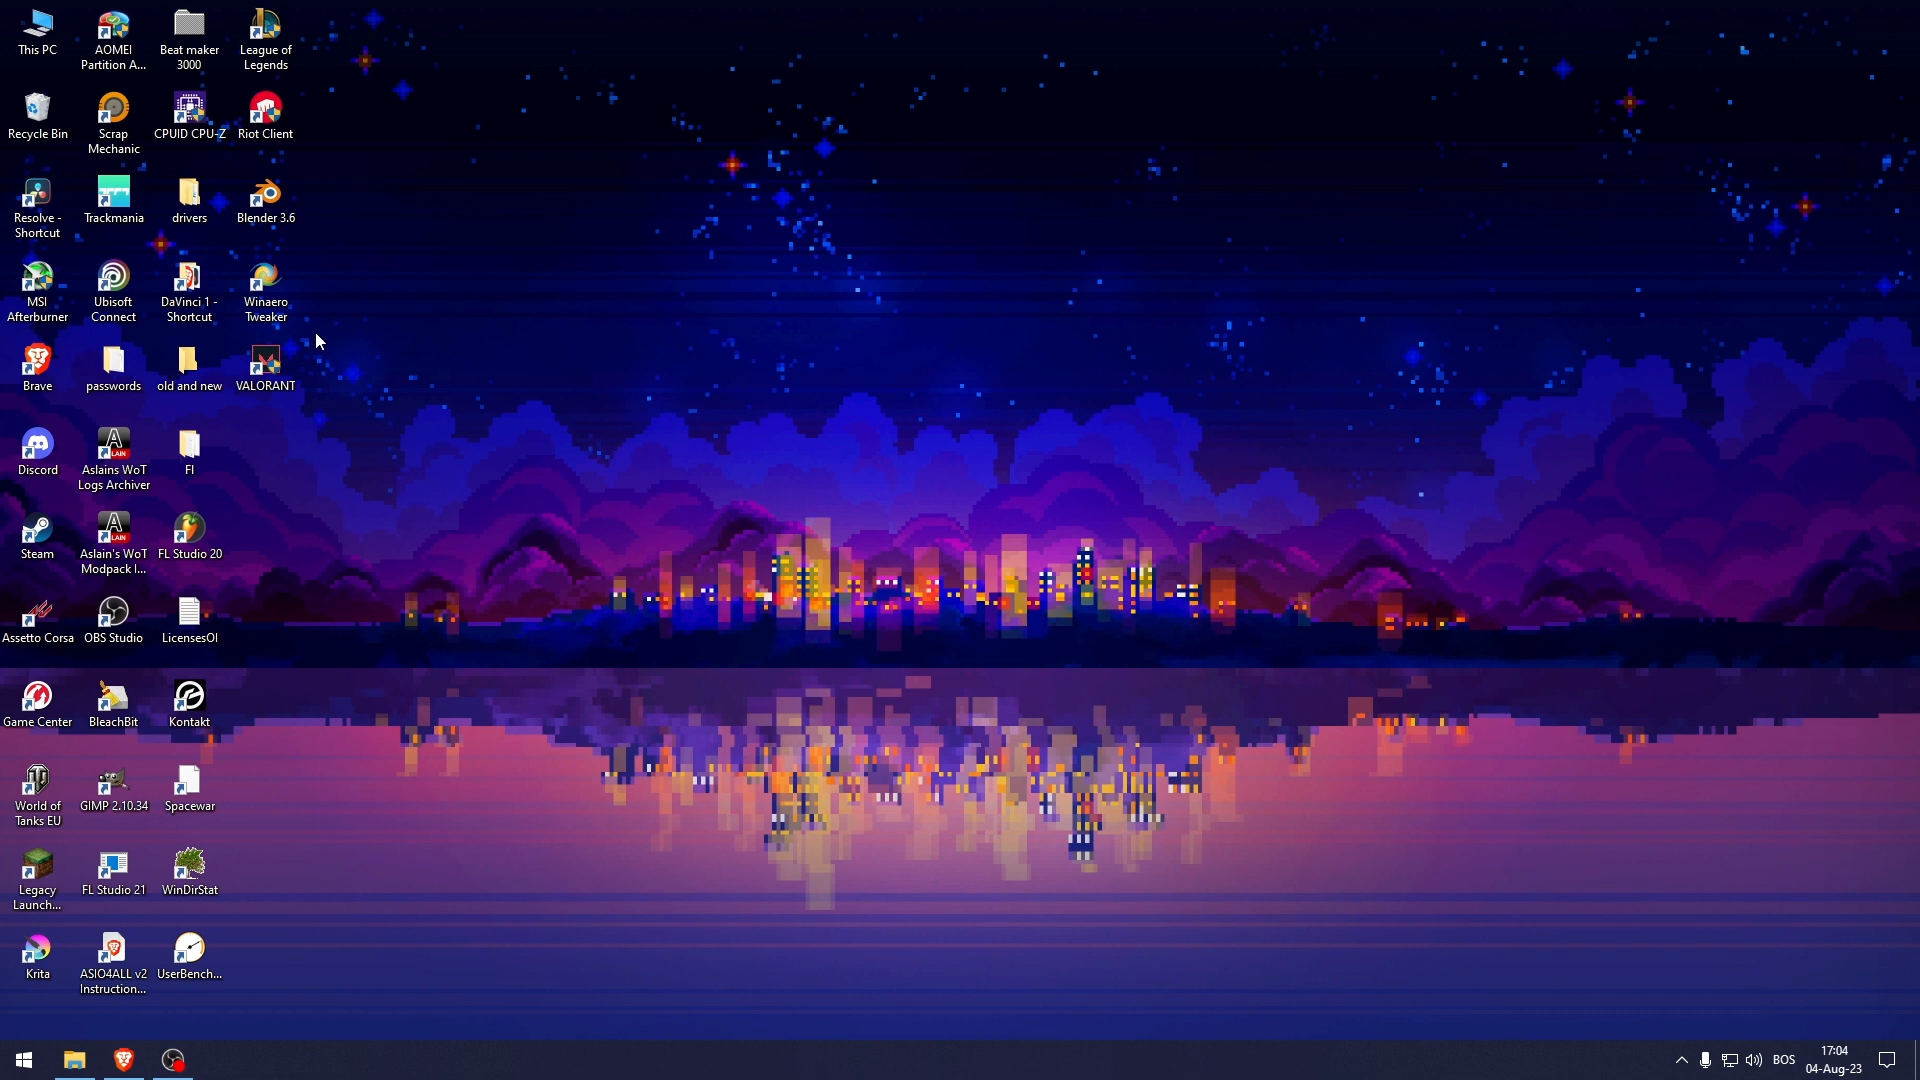 This PC
AOMEI
Partition A...
Beat maker
3000
League of
Legends
Recycle Bin
Scrap
Mechanic
CPUID CPU-Z
Riot Client
Resolve -
Shortcut
Trackmania
drivers
Blender 3.6
MSI
Afterburner
Ubisoft
Connect
DaVinci 1 -
Shortcut
Winaero
Tweaker
Brave
passwords
old and new
VALORANT
Discord
A
LAIN
Aslains WoT
Logs Archiver
Fl
Steam
A
LAIN
Aslain's WoT
Modpack I...
FL Studio 20
Assetto Corsa
OBS Studio
LicensesOl
Game Center
BleachBit
Kontakt
World of
Tanks EU
GIMP 2.10.34
Spacewar
Legacy
Launch...
FL Studio 21
WinDirStat
Krita
ASIO4ALL v2
Instruction...
UserBench...
BOS
17:04
04-Aug-23